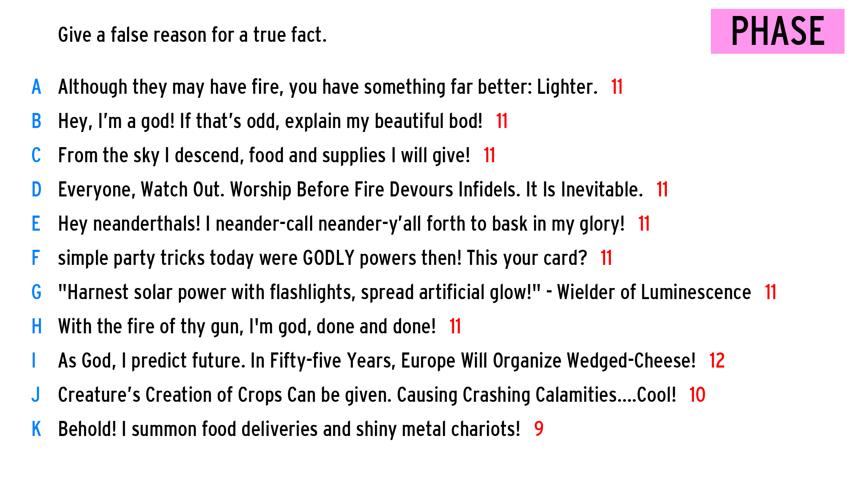 Give a false reason for a true fact.
PHASE
A Although they may have fire, you have something far better: Lighter. 11
B Hey, I'm a god! If that's odd, explain my beautiful bod! 11
C From the sky I descend, food and supplies I will give! 11
D Everyone, Watch Out. Worship Before Fire Devours Infidels. It Is Inevitable. 11
E Hey neanderthals! I neander-call neander-y'all forth to bask in my glory! 11
F simple party tricks today were GODLY powers then! This your card? 11
G "Harnest solar power with flashlights, spread artificial glow!" - Wielder of Luminescence 11
H With the fire of thy gun, I'm god, done and done! 11
I As God, I predict future. In Fifty-five Years, Europe Will Organize Wedged-Cheese! 12
J Creature's Creation of Crops Can be given. Causing Crashing Calamities....Cool! 10
K Behold! I summon food deliveries and shiny metal chariots! 9